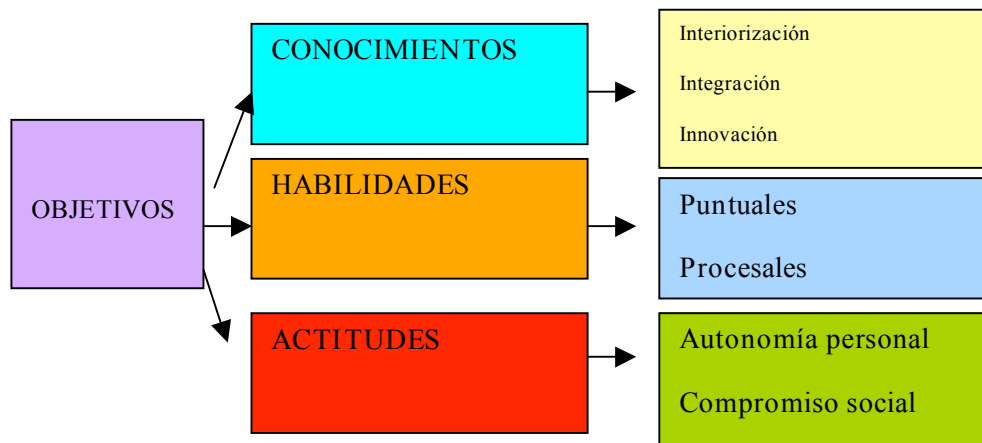 OBJETIVOS
CONOCIMIENTOS
Interiorización
Integración
Innovación
HABILIDADES
Puntuales
Procesales
ACTITUDES
Autonomía personal
Compromiso social